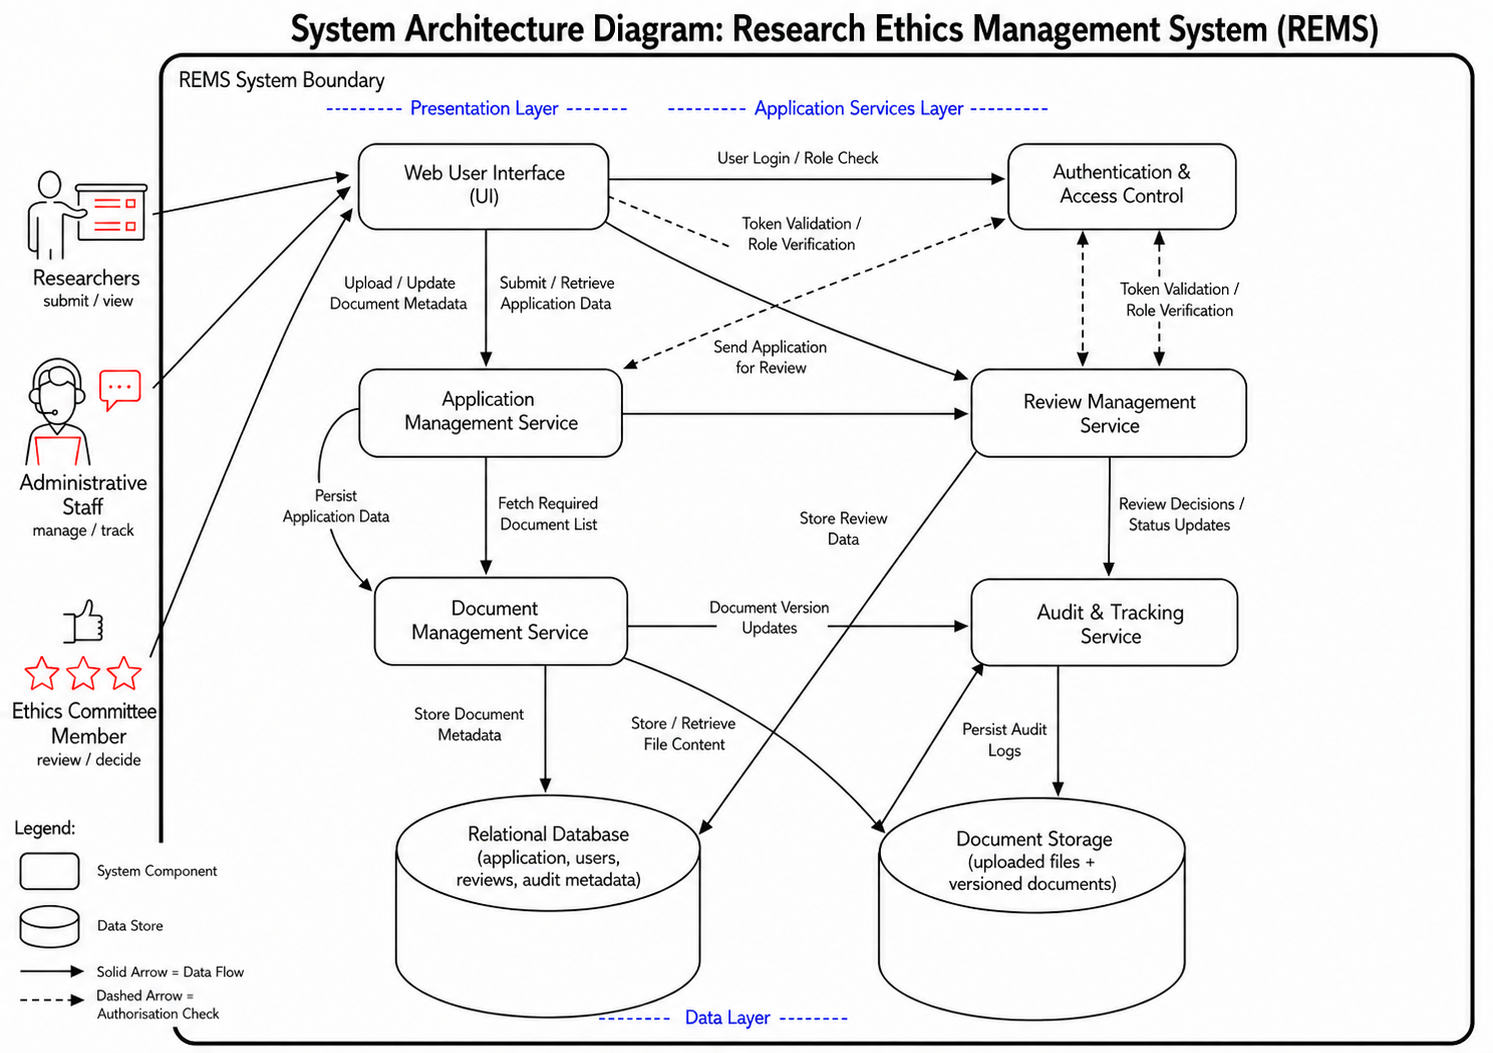 System Architecture Diagram: Research Ethics Management System (REMS)
REMS System Boundary
Presentation Layer
Application Services Layer
Web User Interface
(UI)
User Login / Role Check
Authentication &
Access Control
Token Validation /
Role Verification
Researchers
submit / view
Upload / Update
Document Metadata
Submit / Retrieve
Application Data
Token Validation /
Role Verification
Send Application
for Review
Application
Management Service
Review Management
Service
Administrative
Staff
manage / track
Persist
Application Data
Fetch Required
Document List
Store Review
Data
Review Decisions /
Status Updates
Document
Management Service
Document Version
Updates
Audit & Tracking
Service
Ethics Committee
Member
review / decide
Store Document
Metadata
Store / Retrieve
File Content
Persist Audit
Logs
Relational Database
(application, users,
reviews, audit metadata)
Document Storage
(uploaded files +
versioned documents)
Legend:
System Component
Data Store
Solid Arrow = Data Flow
Dashed Arrow =
Authorisation Check
Data Layer